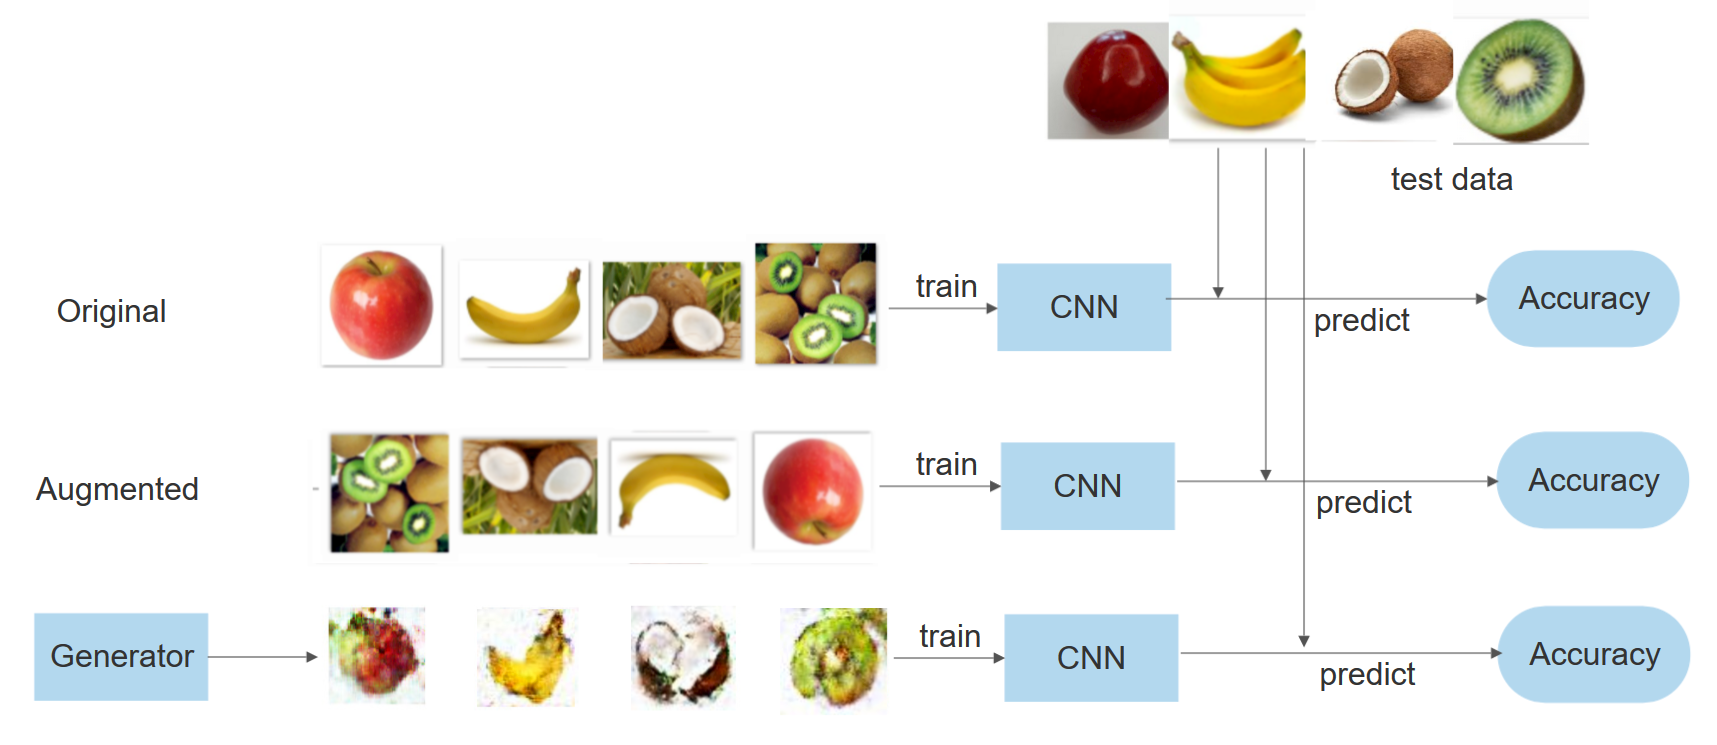 test data
Original
train
CNN
predict
Accuracy
Augmented
train
CNN
predict
Accuracy
Generator
train
CNN
predict
Accuracy